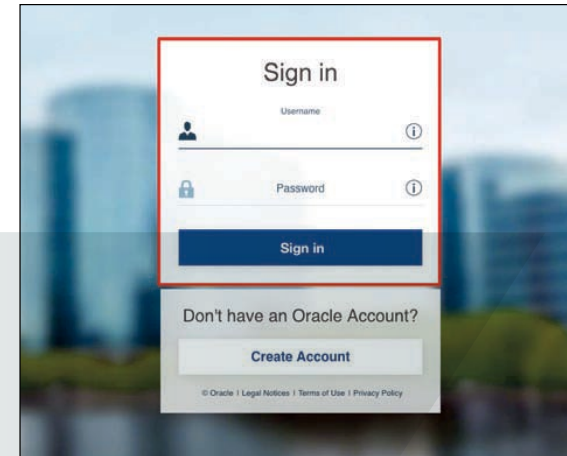 Sign in
Username
Password
Sign in
Don't have an Oracle Account?
Create Account
© Oracle | Legal Notices | Terms of Use | Privacy Policy